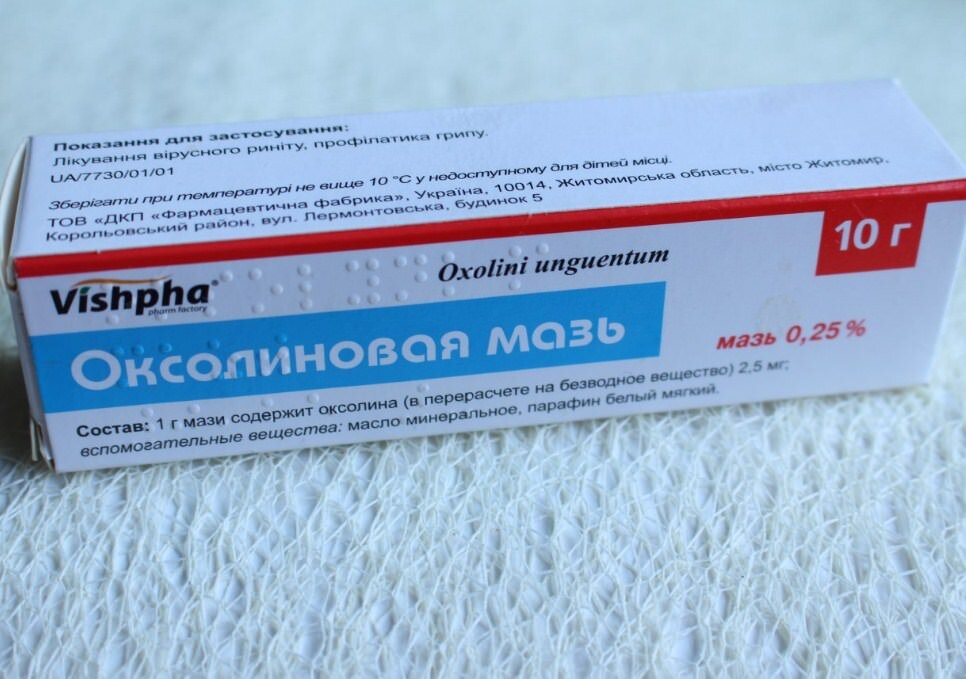 Показання для застосування:
Лікування вірусного риніту, профілатика грипу.
UA/7730/01/01
Зберігати при температурі не вище 10 °С у недоступному для дітей місці.
ТОВ «ДКП «Фармацевтична фабрика», Україна, 10014, Житомирська область, місто Житомир,
Корольовський район, вул. Лермонтовська, будинок 5
Vishpha®
pharm factory
Oxolini unguentum
10 г
Оксолиновая мазь
мазь 0,25 %
Состав: 1 г мази содержит оксолина (в перерасчете на безводное вещество) 2,5 мг;
вспомогательные вещества: масло минеральное, парафин белый мягкий.